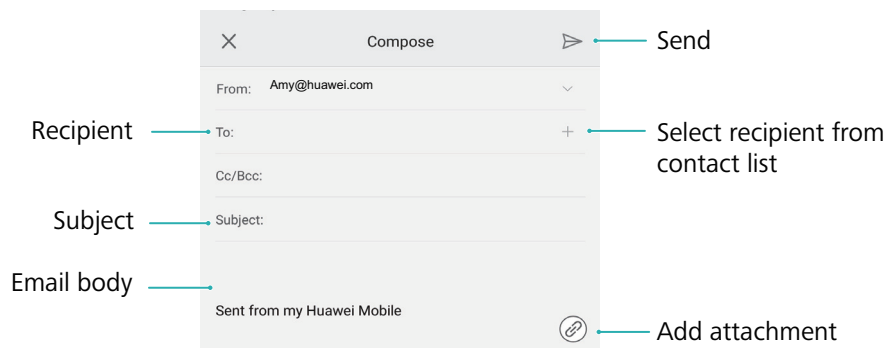 Compose
Send
From: Amy@huawei.com
Recipient
To:
Select recipient from
contact list
Cc/Bcc:
Subject
Subject:
Email body
Sent from my Huawei Mobile
Add attachment